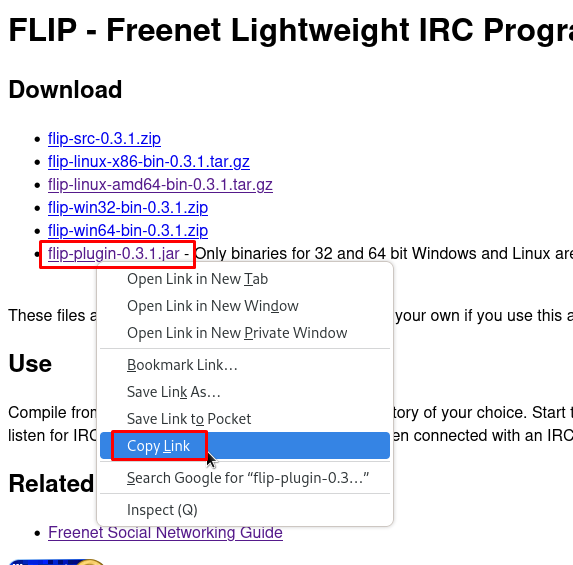 FLIP - Freenet Lightweight IRC
Download
flip-src-0.3.1.zip
flip-linux-x86-bin-0.3.1.tar.gz
flip-linux-amd64-bin-0.3.1.tar.gz
flip-win32-bin-0.3.1.zip
flip-win64-bin-0.3.1.zip
flip-plugin-0.3.1.jar - Only binaries for 32 and 64 bit Windows and Linux are
Open Link in New Tab
Open Link in New Window
These files your own if you use this
Open Link in New Private Window
Use
Bookmark Link…
Save Link As…
Compile from tory of your choice. Start
Save Link to Pocket
listen for IRC en connected with an IRC
Copy Link
Related
Search Google for “flip-plugin-0.3…”
Inspect (Q)
Freenet Social Networking Guide